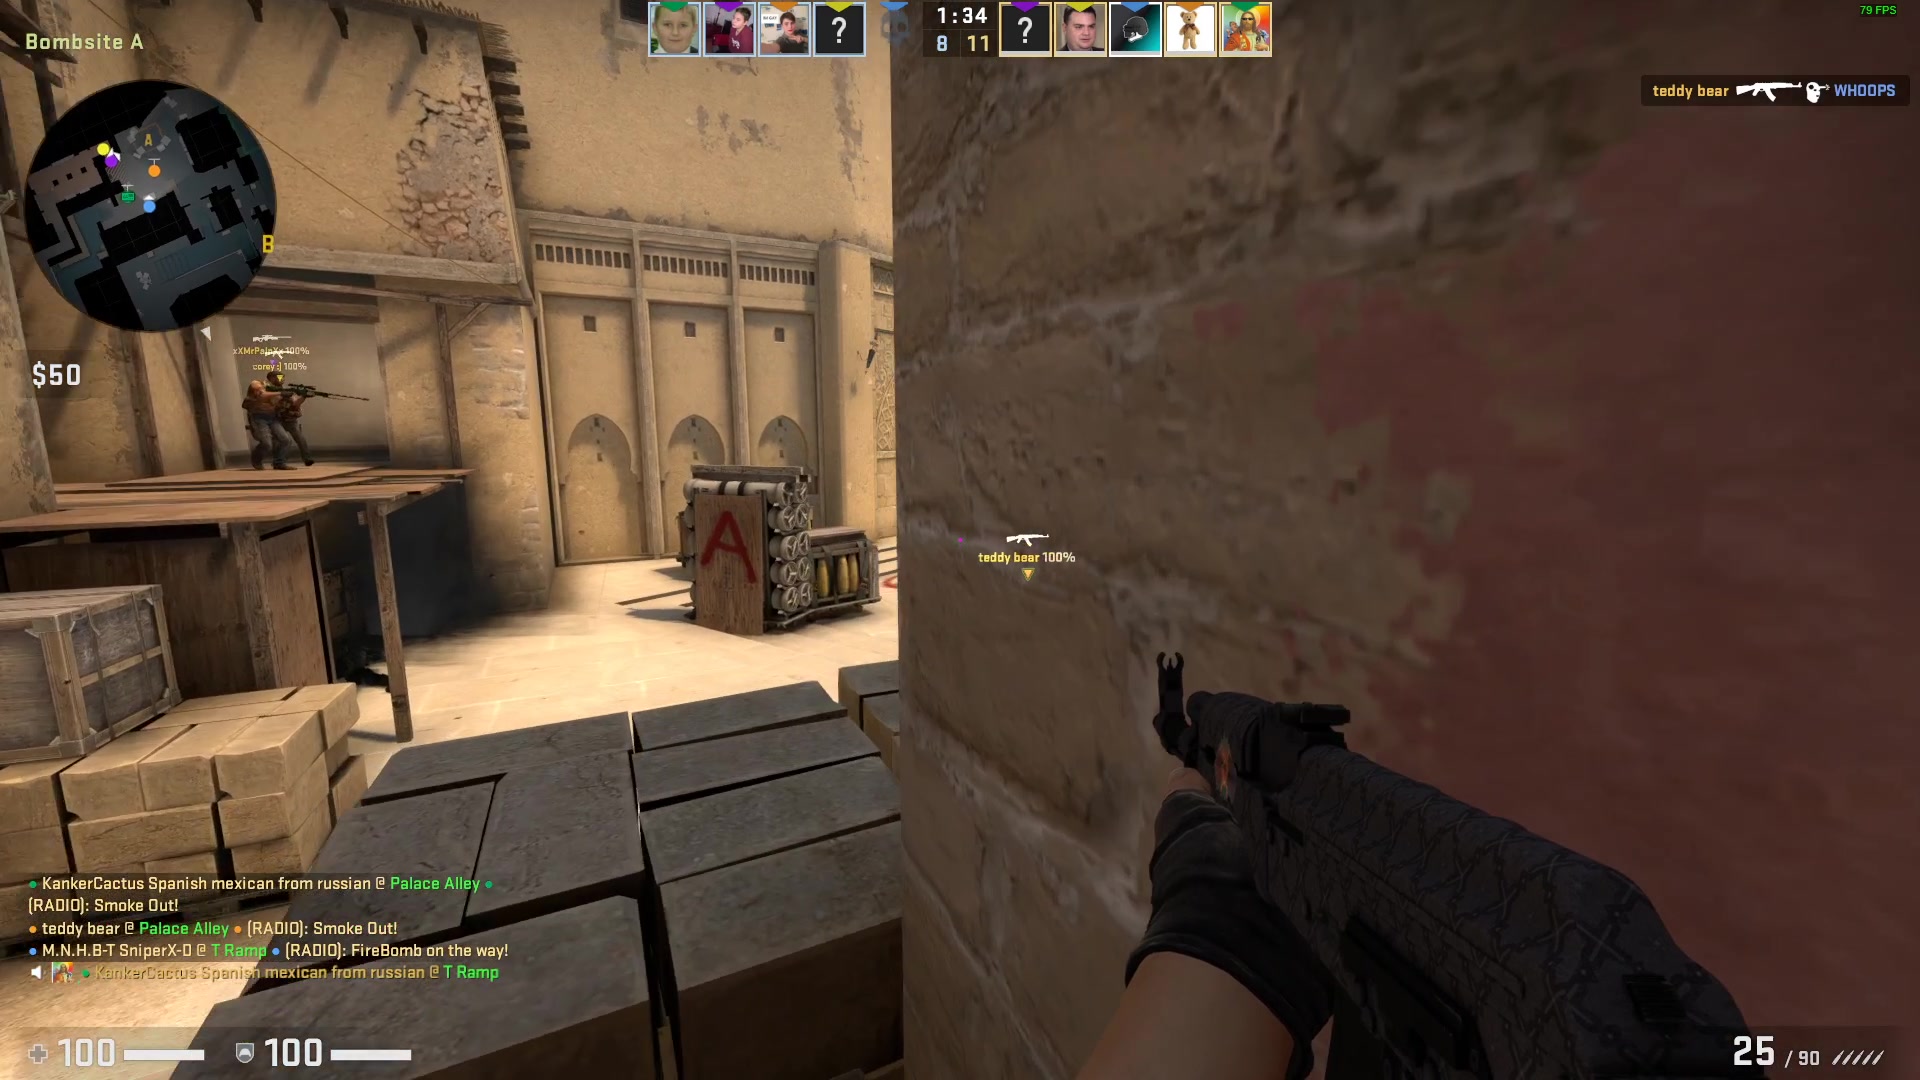 79 FPS
Bombsite A
1:34
8 11
?
?
teddy bear WHOOPS
A
B
$50
xXMrPalaXx 100%
corey :) 100%
A
teddy bear 100%
• KankerCactus Spanish mexican from russian @ Palace Alley •
(RADIO): Smoke Out!
• teddy bear @ Palace Alley • (RADIO): Smoke Out!
• M.N.H.B-T SniperX-D @ T Ramp • (RADIO): FireBomb on the way!
• KankerCactus Spanish mexican from russian @ T Ramp
100 100
25 / 90